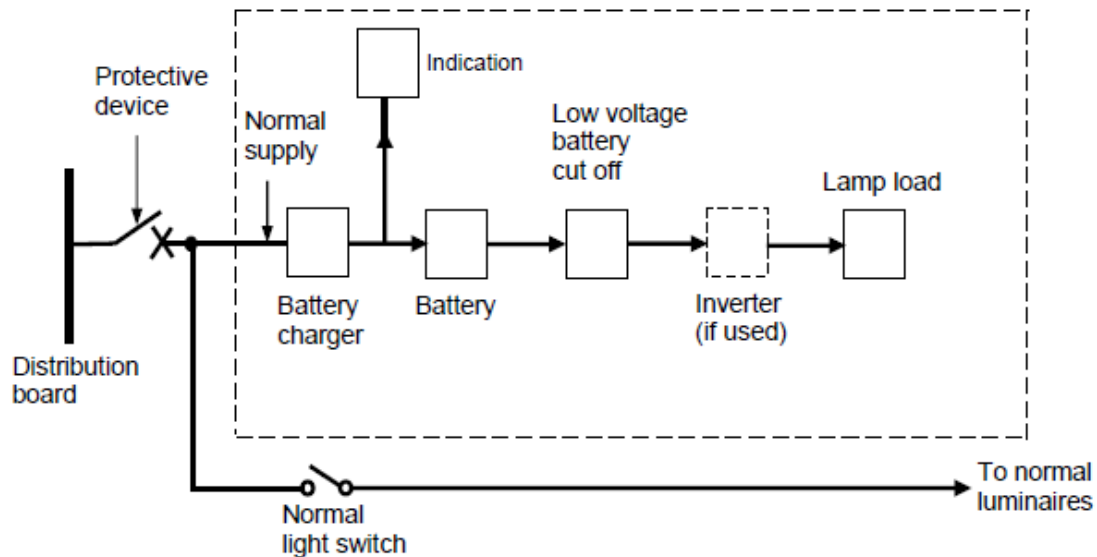 Indication
Protective
device
Normal
supply
Low voltage
battery
cut off
Lamp load
Battery
charger
Battery
Inverter
(if used)
Distribution
board
To normal
luminaires
Normal
light switch